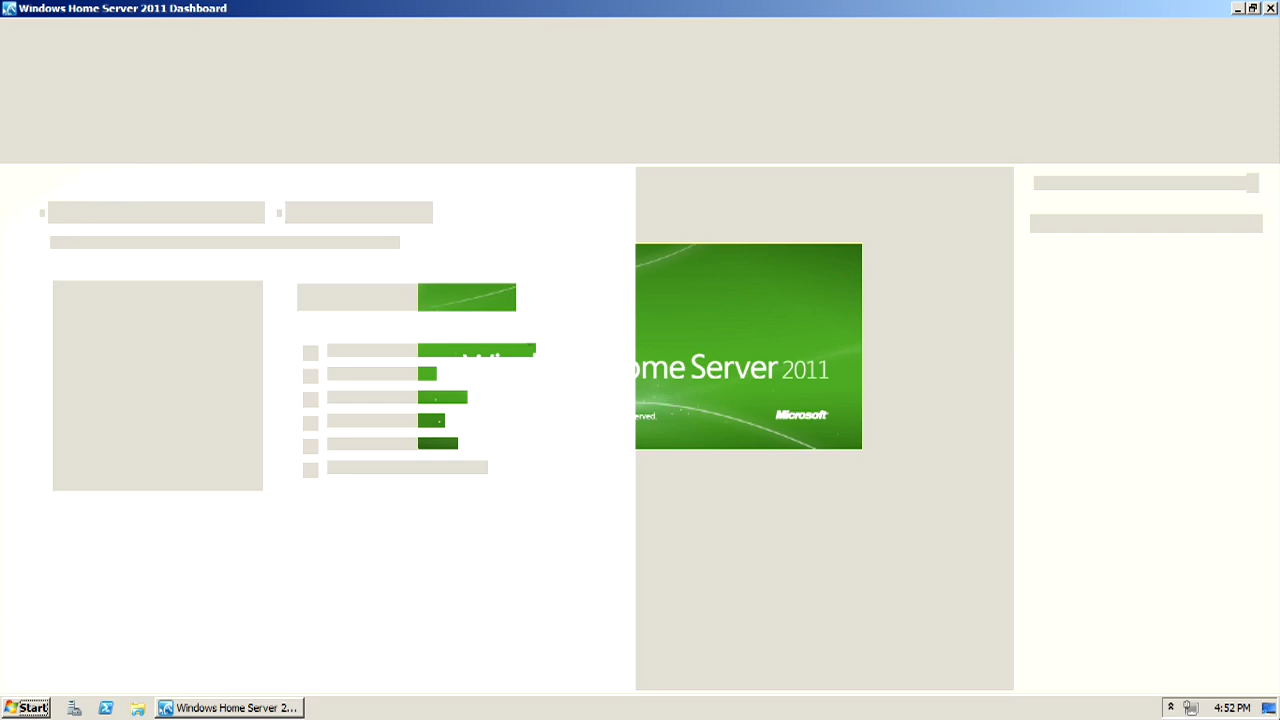 Windows Home Server 2011 Dashboard
ome Server 2011
erved.
Microsoft
Start
Windows Home Server 2...
4:52 PM